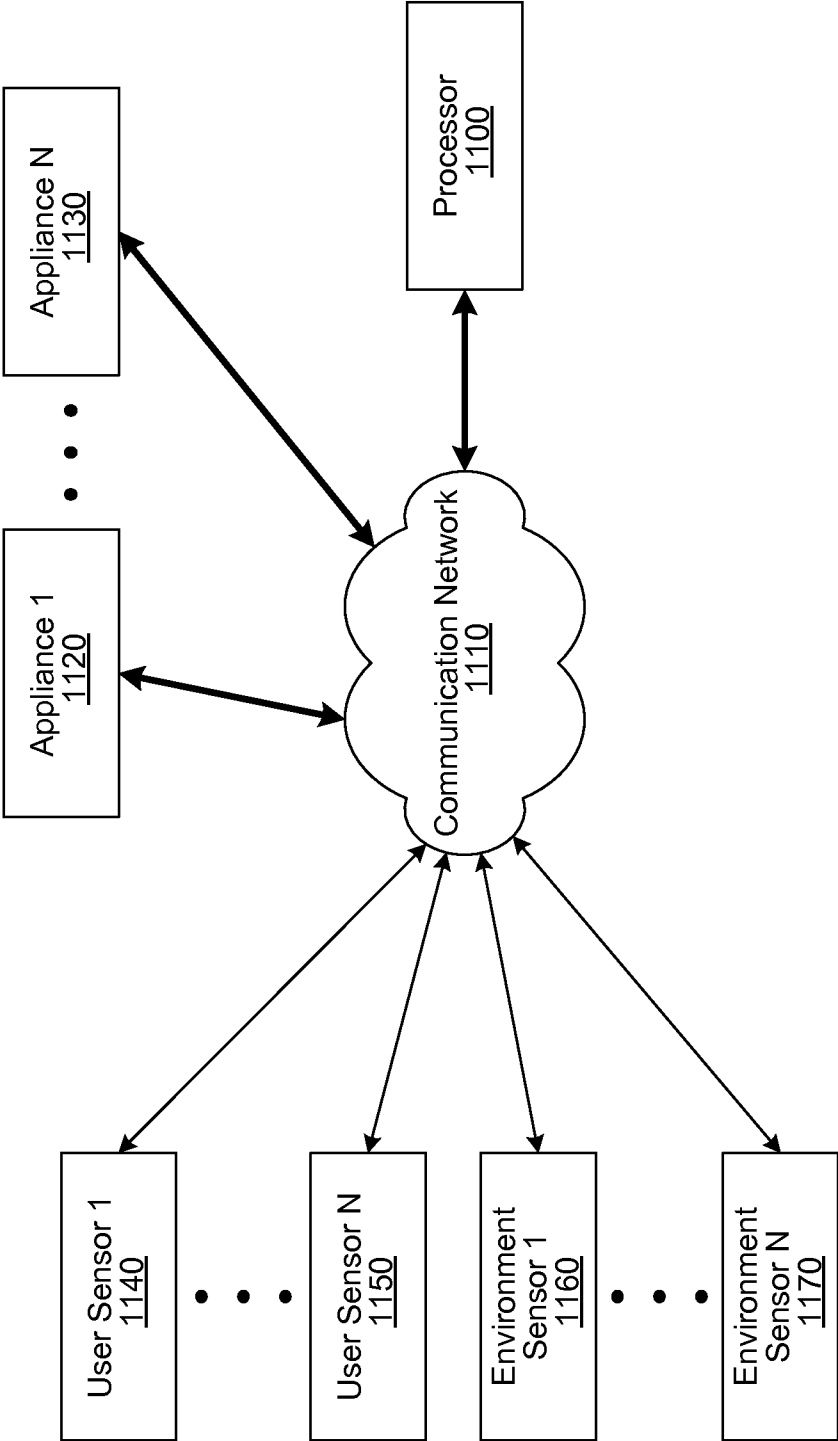 User Sensor 1
1140
User Sensor N
1150
Environment
Sensor 1
1160
Environment
Sensor N
1170
Communication Network
1110
Appliance 1
1120
Appliance N
1130
Processor
1100